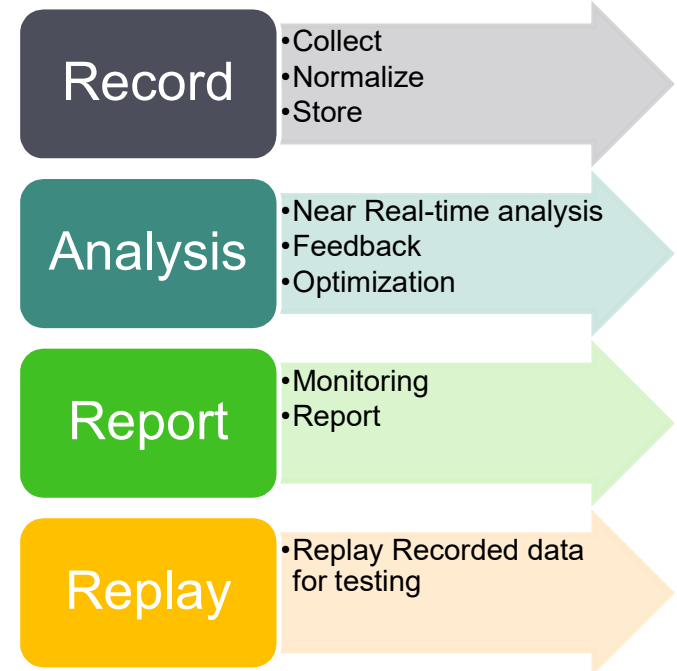 Record
•Collect
•Normalize
•Store
Analysis
•Near Real-time analysis
•Feedback
•Optimization
Report
•Monitoring
•Report
Replay
•Replay Recorded data
for testing